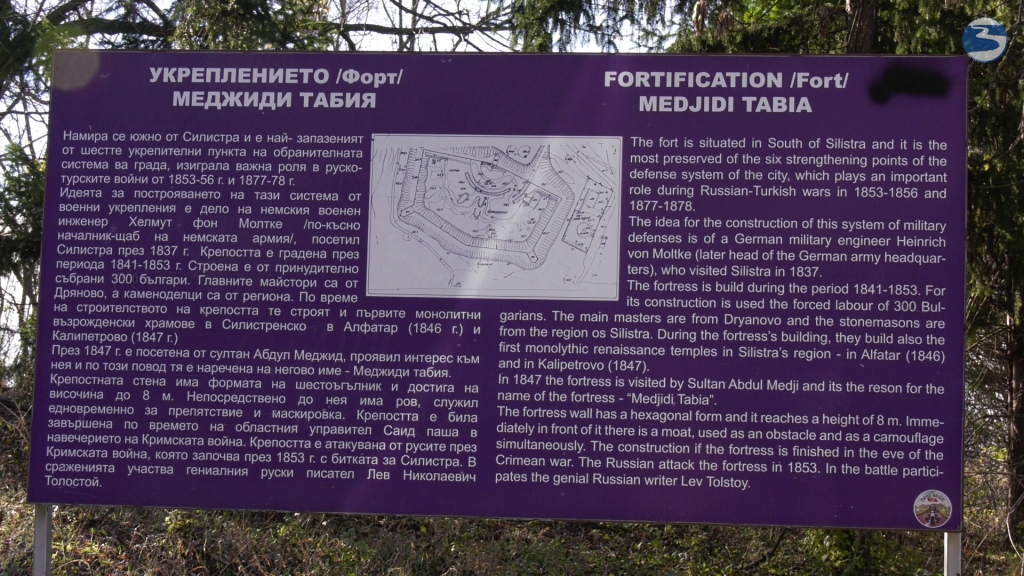 УКРЕПЛЕНИЕТО /Форт/
МЕДЖИДИ ТАБИЯ
Намира се южно от Силистра и е най- запазеният
от шестте укрепителни пункта на обранителната
система ва града, изиграла важна роля в руско-
турските войни от 1853-56 г. и 1877-78 г.
Идеята за построяването на тази система от
военни укрепления е дело на немския военен
инженер Хелмут фон Молтке /по-късно
началник-щаб на немската армия/, посетил
Силистра през 1837 г. Крепостта е градена през
периода 1841-1853 г. Строена е от принудително
събрани 300 българи. Главните майстори са от
Дряново, а каменоделци са от региона. По време
на строителството на крепостта те строят и първите монолитни
възрожденски храмове в Силистренско в Алфатар (1846 г.) и
Калипетрово (1847 г.)
През 1847 г. е посетена от султан Абдул Меджид, проявил интерес към
нея и по този повод тя е наречена на негово име - Меджиди табия.
Крепостната стена има формата на шестоъгълник и достига на
височина до 8 м. Непосредствено до нея има ров, служил
едновременно за препятствие и маскировка. Крепостта е била
завършена по времето на областния управител Саид паша в
навечерието на Кримската война. Крепостта е атакувана от русите през
Кримската война, която започва през 1853 г. с битката за Силистра. В
сраженията участва гениалния руски писател Лев Николаевич
Толостой.
FORTIFICATION /Fort/
MEDJIDI TABIA
The fort is situated in South of Silistra and it is the
most preserved of the six strengthening points of the
defense system of the city, which plays an important
role during Russian-Turkish wars in 1853-1856 and
1877-1878.
The idea for the construction of this system of military
defenses is of a German military engineer Heinrich
von Moltke (later head of the German army headquar-
ters), who visited Silistra in 1837.
The fortress is build during the period 1841-1853. For
its construction is used the forced labour of 300 Bul-
garians. The main masters are from Dryanovo and the stonemasons are
from the region os Silistra. During the fortress's building, they build also the
first monolythic renaissance temples in Silistra's region - in Alfatar (1846)
and in Kalipetrovo (1847).
In 1847 the fortress is visited by Sultan Abdul Medji and its the reson for the
name of the fortress - "Medjidi Tabia".
The fortress wall has a hexagonal form and it reaches a height of 8 m. Imme-
diately in front of it there is a moat, used as an obstacle and as a camouflage
simultaneously. The construction if the fortress is finished in the eve of the
Crimean war. The Russian attack the fortress in 1853. In the battle partici-
pates the genial Russian writer Lev Tolstoy.